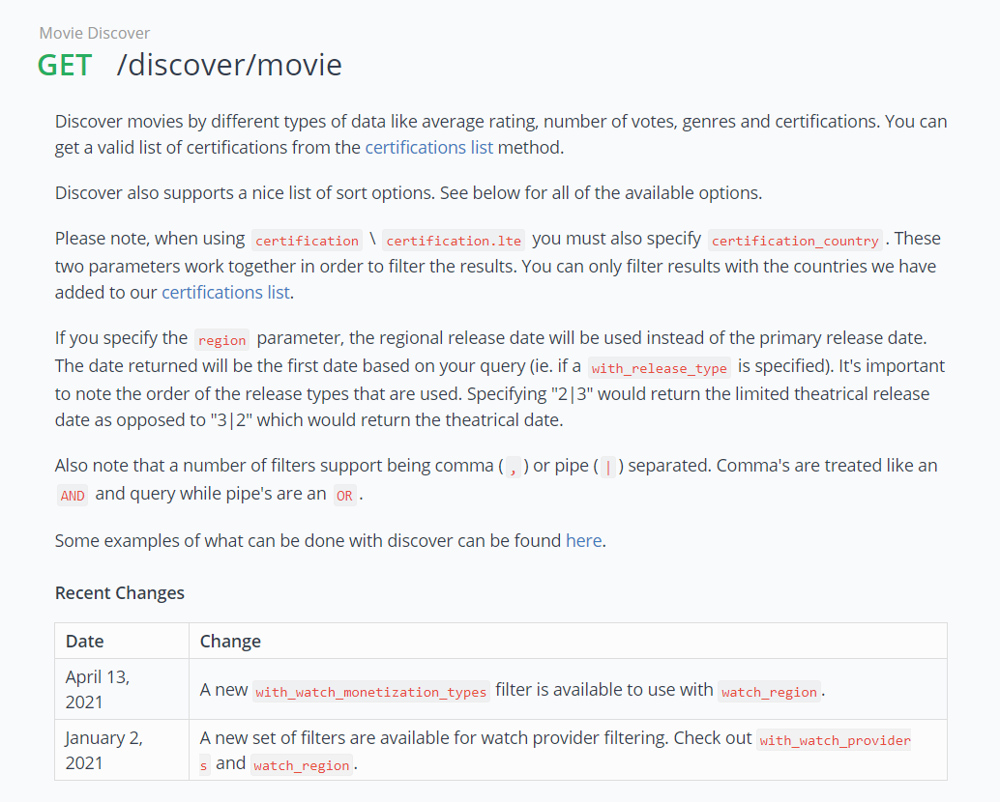 Movie Discover
GET /discover/movie
Discover movies by different types of data like average rating, number of votes, genres and certifications. You can
get a valid list of certifications from the certifications list method.
Discover also supports a nice list of sort options. See below for all of the available options.
Please note, when using certification \ certification.lte you must also specify certification_country . These
two parameters work together in order to filter the results. You can only filter results with the countries we have
added to our certifications list.
If you specify the region parameter, the regional release date will be used instead of the primary release date.
The date returned will be the first date based on your query (ie. if a with_release_type is specified). It's important
to note the order of the release types that are used. Specifying "2|3" would return the limited theatrical release
date as opposed to "3|2" which would return the theatrical date.
Also note that a number of filters support being comma ( , ) or pipe ( | ) separated. Comma's are treated like an
AND and query while pipe's are an OR .
Some examples of what can be done with discover can be found here.
Recent Changes
Date Change
April 13,
2021
A new with_watch_monetization_types filter is available to use with watch_region .
January 2,
2021
A new set of filters are available for watch provider filtering. Check out with_watch_provider
s and watch_region .